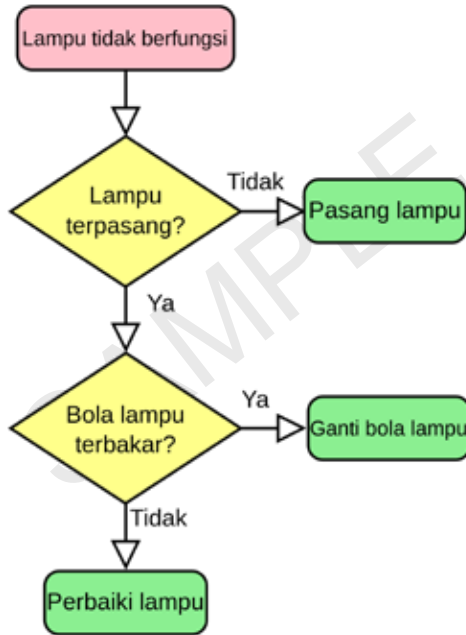 Lampu tidak berfungsi
Lampu
terpasang?
Tidak
Pasang lampu
Ya
Bola lampu
terbakar?
Ya
Ganti bola lampu
Tidak
Perbaiki lampu
SAMPLE